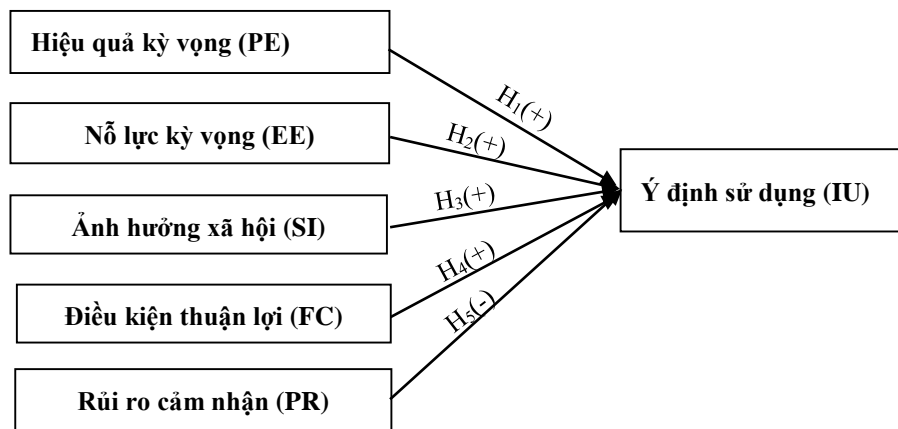 Hiệu quả kỳ vọng (PE)
H₁(+)
Nỗ lực kỳ vọng (EE)
H₂(+)
Ý định sử dụng (IU)
H₃(+)
Ảnh hưởng xã hội (SI)
H₄(+)
Điều kiện thuận lợi (FC)
H₅(-)
Rủi ro cảm nhận (PR)